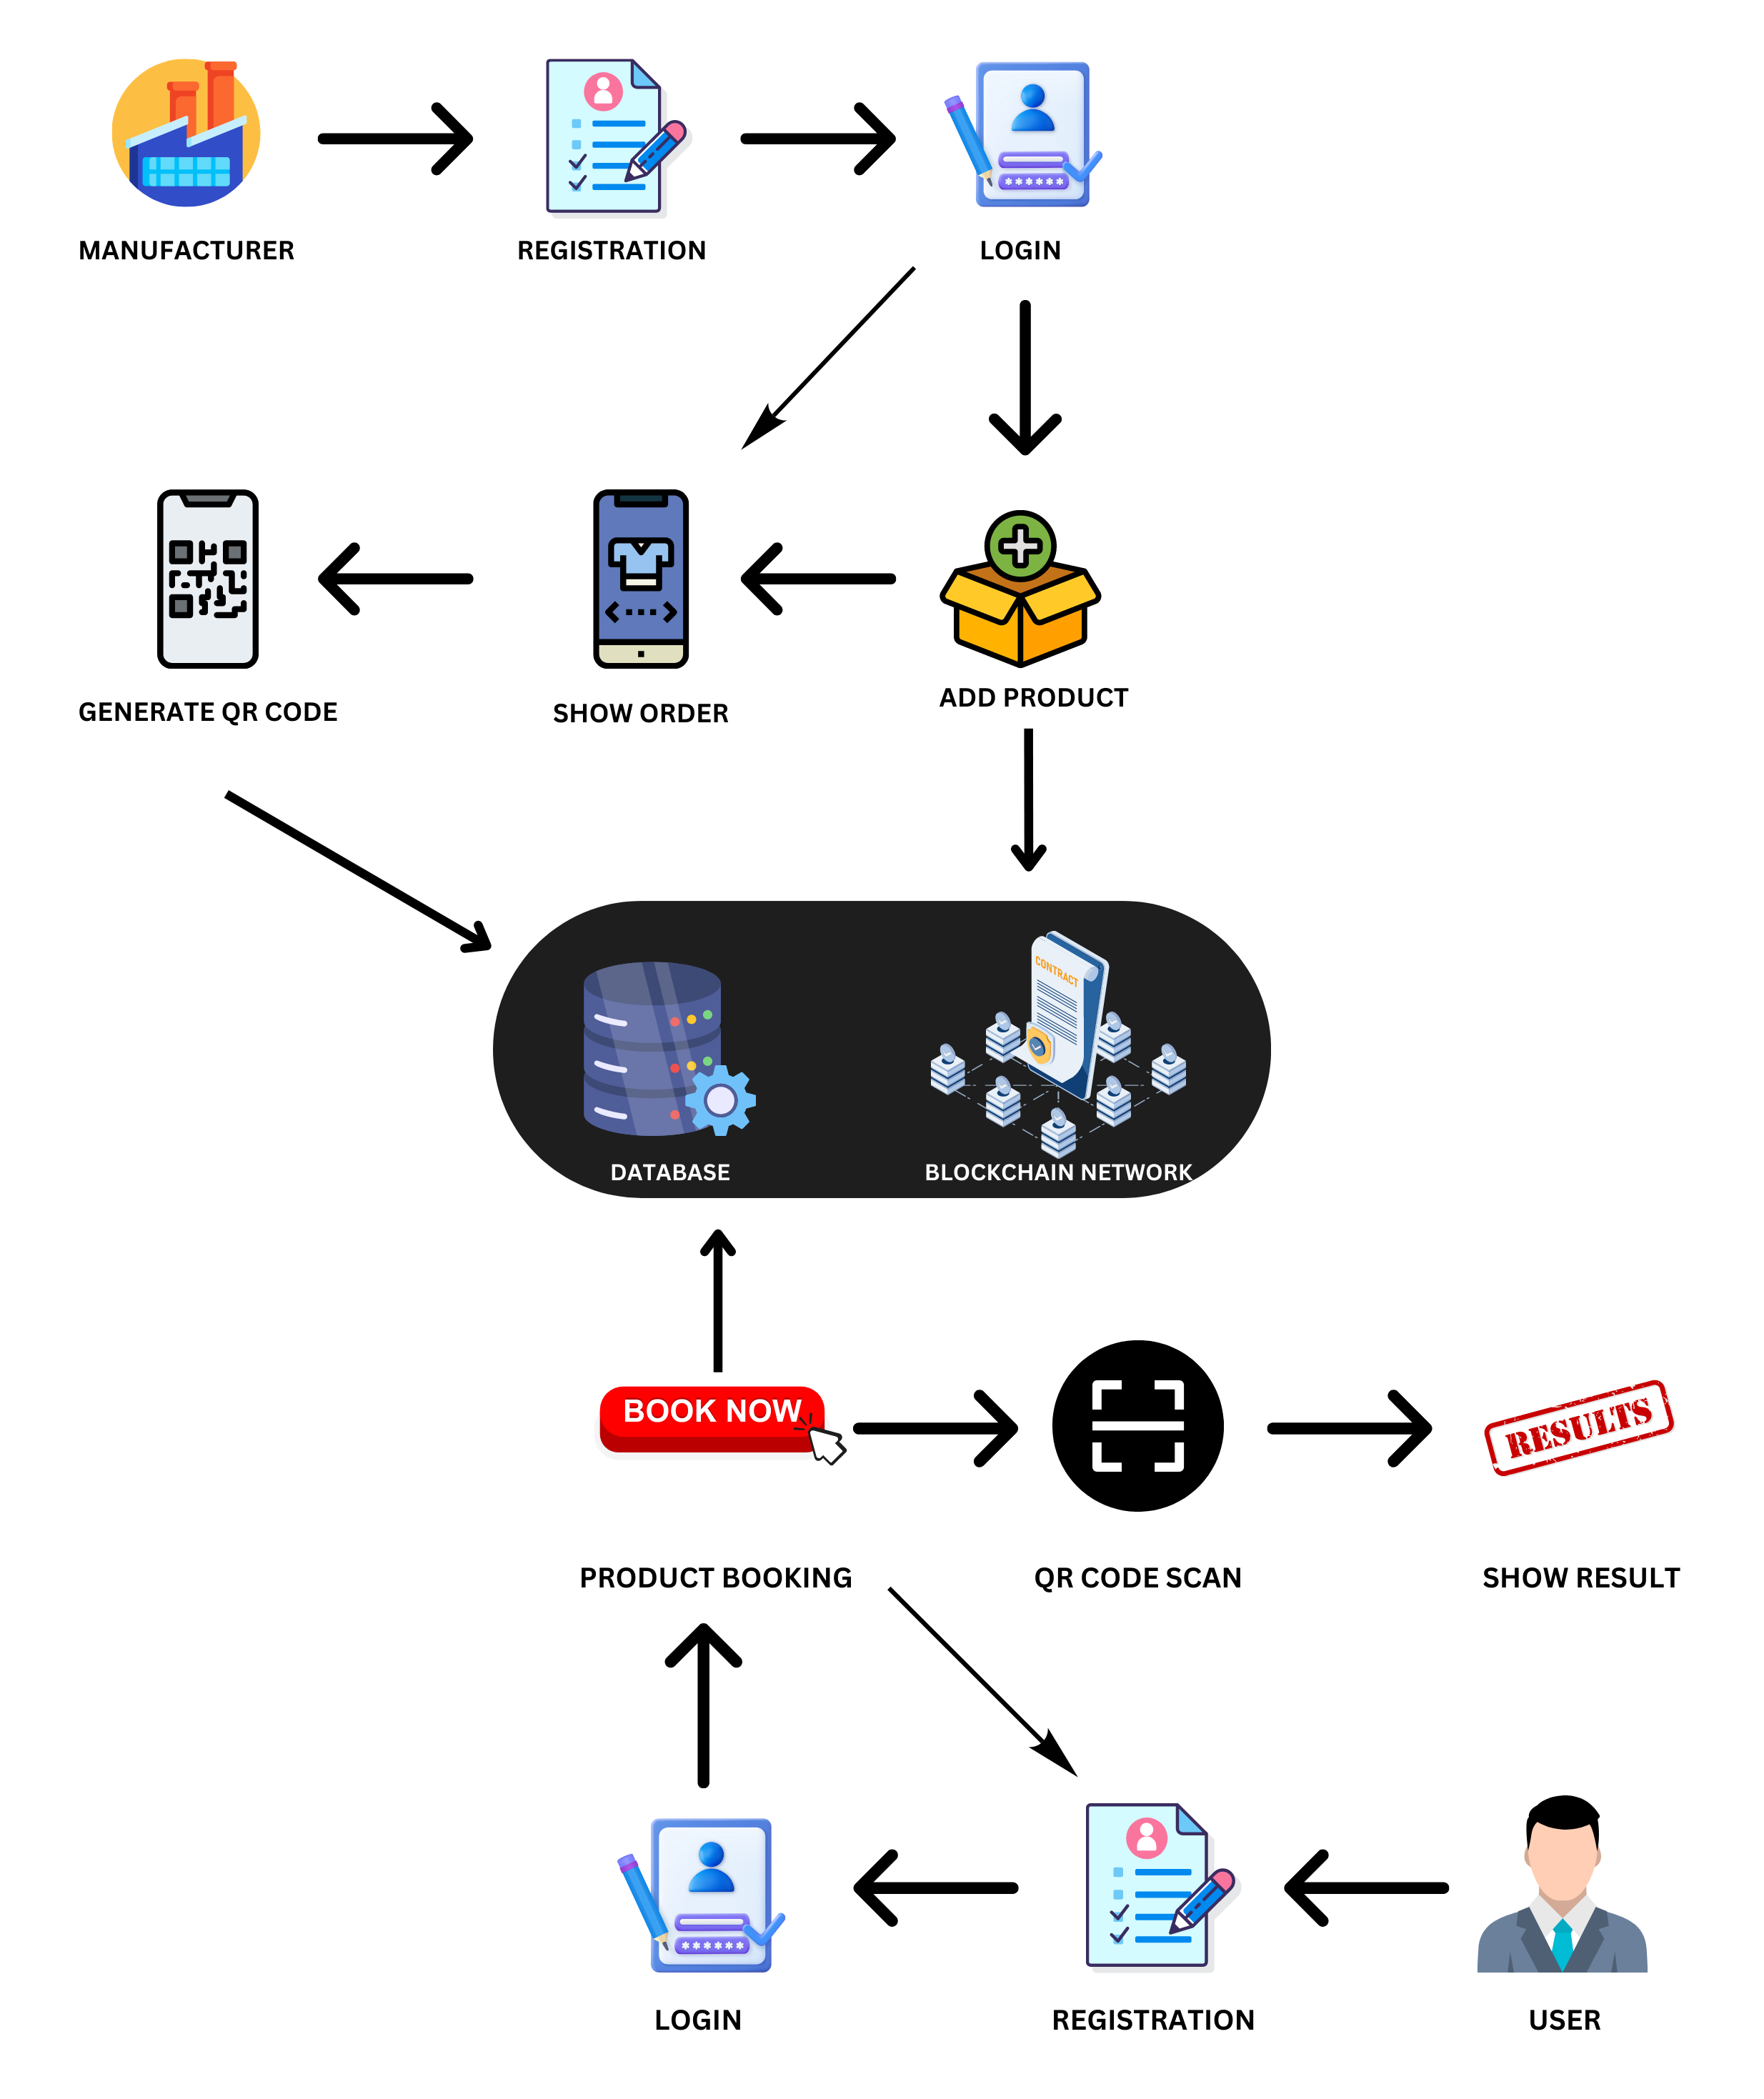 MANUFACTURER
REGISTRATION
LOGIN
******
GENERATE QR CODE
SHOW ORDER
ADD PRODUCT
CONTRACT
DATABASE
BLOCKCHAIN NETWORK
BOOK NOW
RESULTS
PRODUCT BOOKING
QR CODE SCAN
SHOW RESULT
******
LOGIN
REGISTRATION
USER